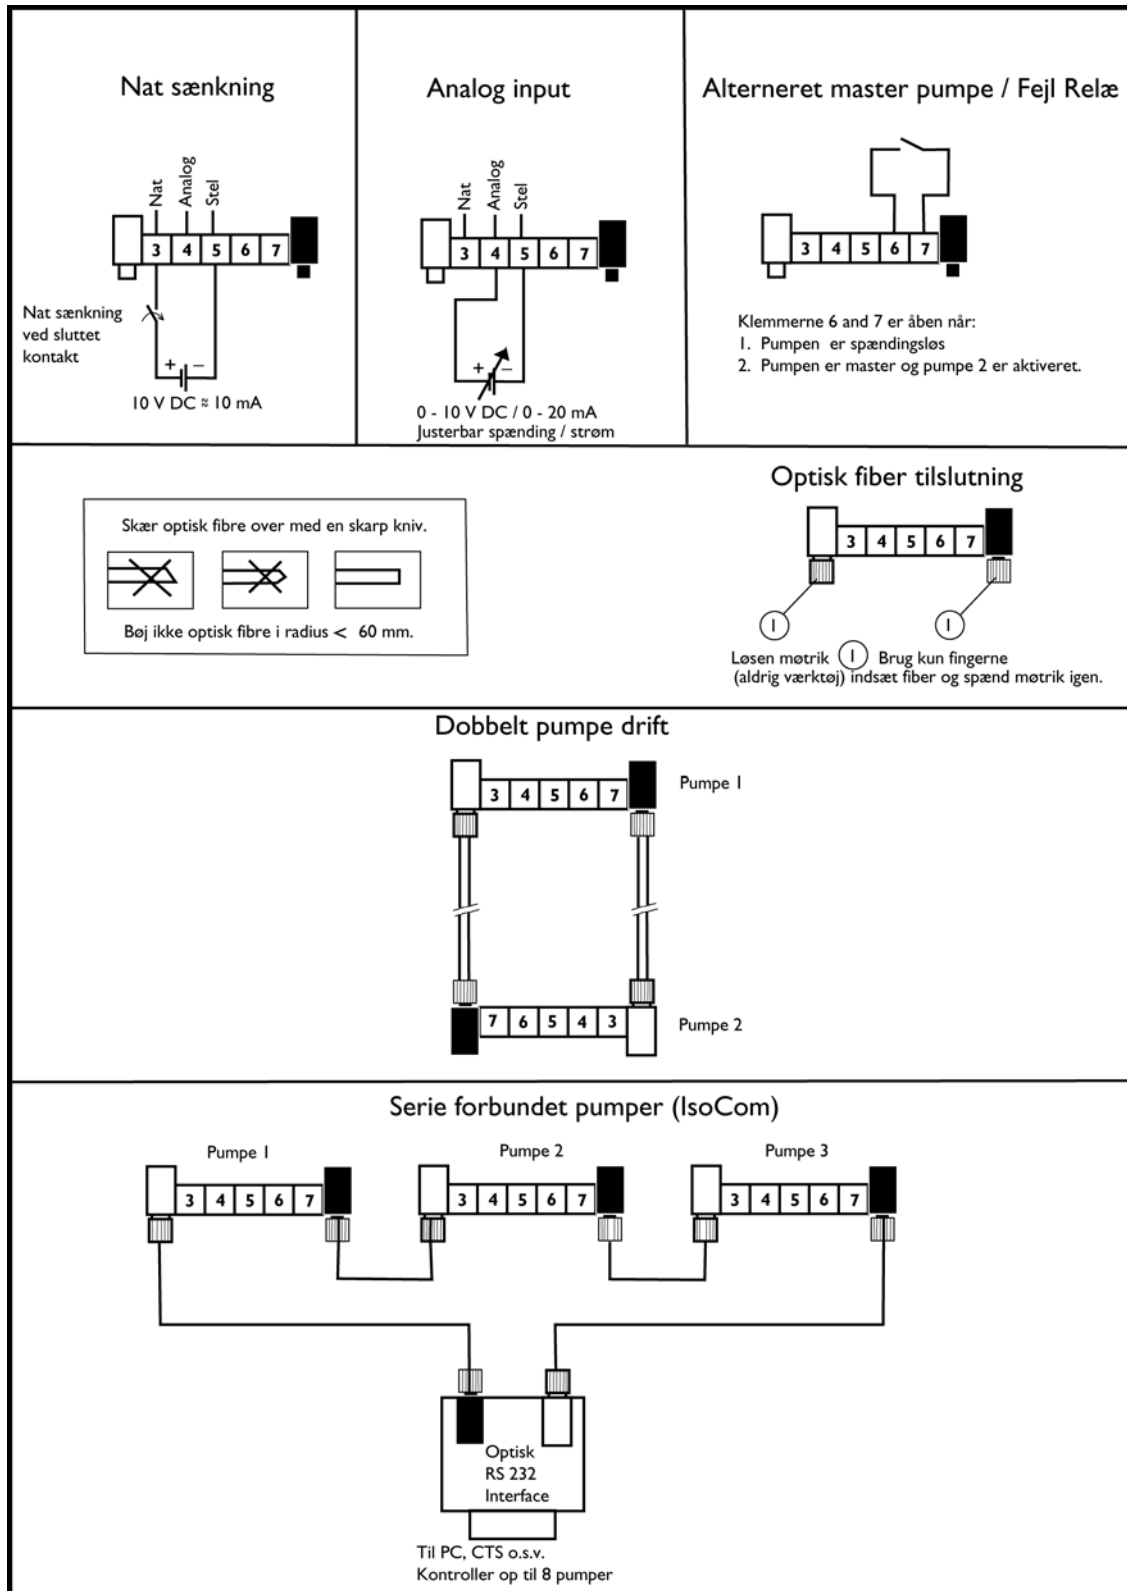 Nat sænkning
Nat
Analog
Stel
3 4 5 6 7
Nat sænkning
ved sluttet
kontakt
+ –
10 V DC ≈ 10 mA
Analog input
Nat
Analog
Stel
3 4 5 6 7
+ –
0 - 10 V DC / 0 - 20 mA
Justerbar spænding / strøm
Alterneret master pumpe / Fejl Relæ
3 4 5 6 7
Klemmerne 6 and 7 er åben når:
1. Pumpen er spændingsløs
2. Pumpen er master og pumpe 2 er aktiveret.
Skær optisk fibre over med en skarp kniv.
Bøj ikke optisk fibre i radius < 60 mm.
Optisk fiber tilslutning
3 4 5 6 7
1 1
Løsen møtrik 1 Brug kun fingerne
(aldrig værktøj) indsæt fiber og spænd møtrik igen.
Dobbelt pumpe drift
3 4 5 6 7
Pumpe 1
7 6 5 4 3
Pumpe 2
Serie forbundet pumper (IsoCom)
Pumpe 1
Pumpe 2
Pumpe 3
3 4 5 6 7
3 4 5 6 7
3 4 5 6 7
Optisk
RS 232
Interface
Til PC, CTS o.s.v.
Kontroller op til 8 pumper